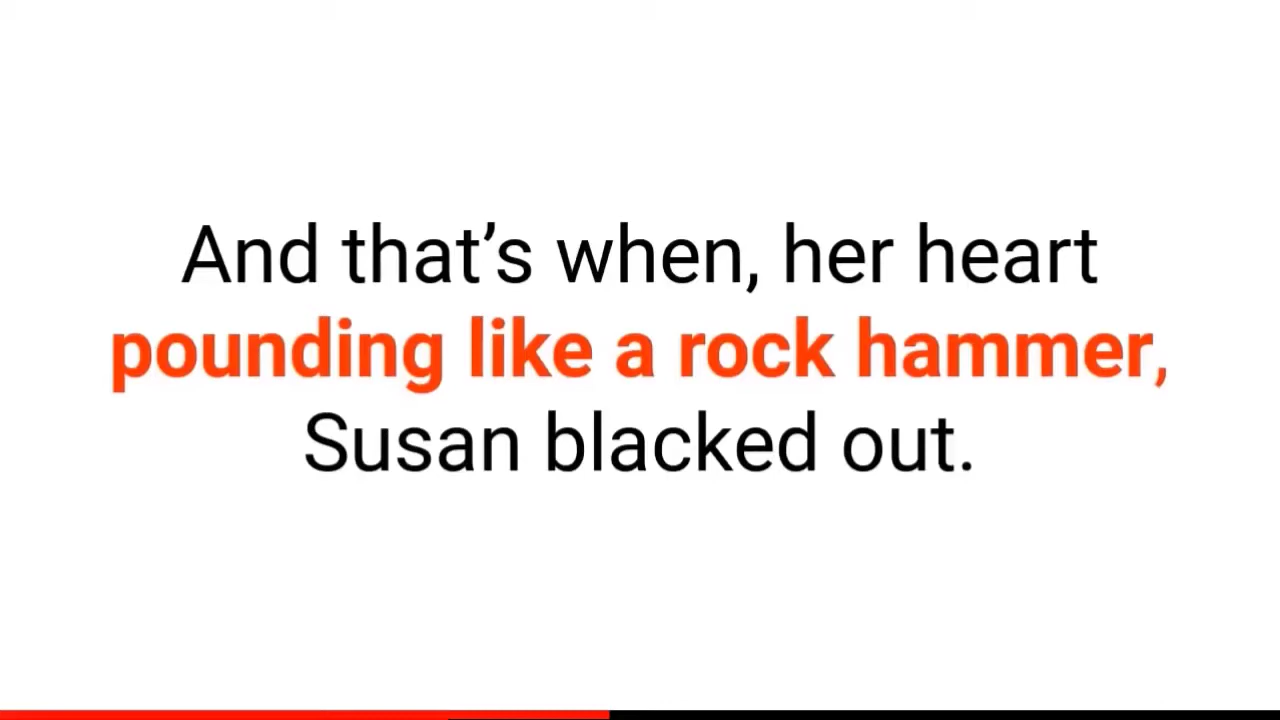 And that’s when, her heart
pounding like a rock hammer,
Susan blacked out.